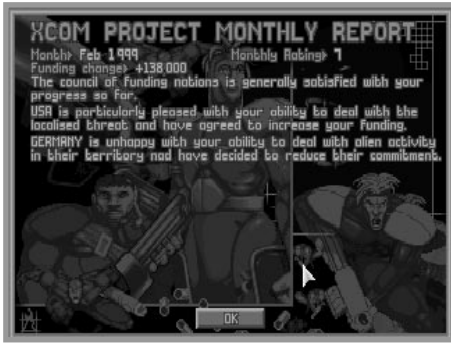 XCOM PROJECT MONTHLY REPORT
Month> Feb 1999 Monthly Rating> 7
Funding change> +138 000
The council of funding nations is generally satisfied with your
progress so far.
USA is particularly pleased with your ability to deal with the
localised threat and have agreed to increase your funding.
GERMANY is unhappy with your ability to deal with alien activity
in their territory nad have decided to reduce their commitment.
OK